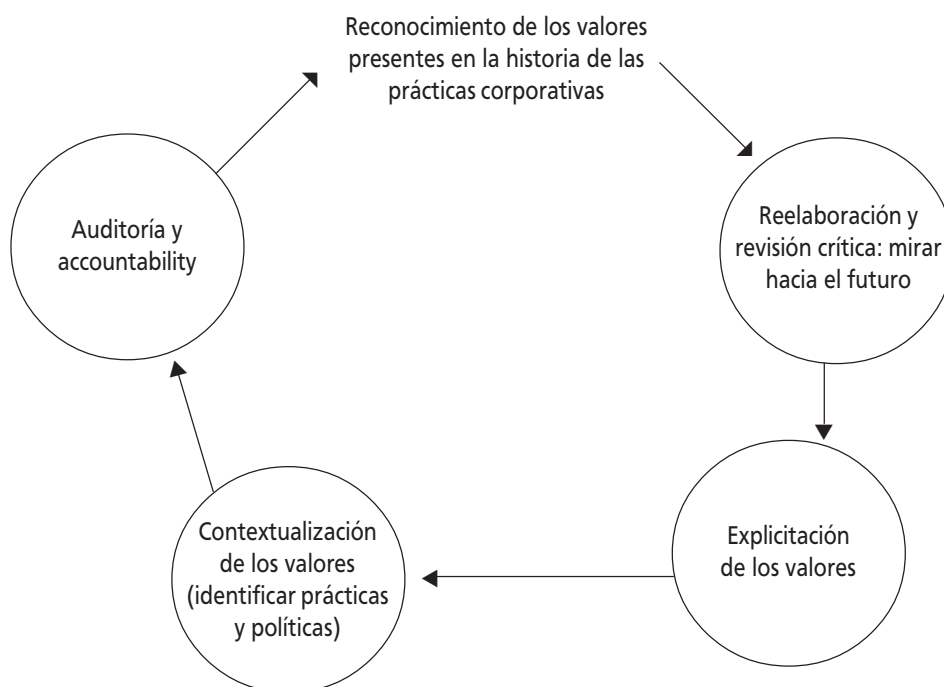 Reconocimiento de los valores
presentes en la historia de las
prácticas corporativas
Auditoría y
accountability
Reelaboración y
revisión crítica: mirar
hacia el futuro
Contextualización
de los valores
(identificar prácticas
y políticas)
Explicitación
de los valores